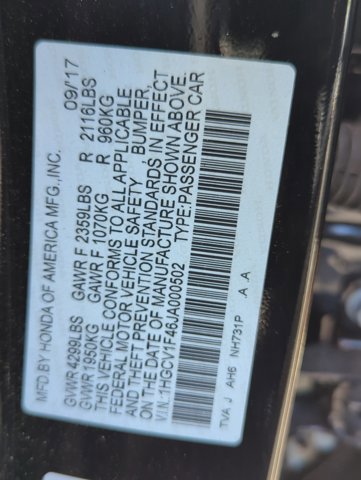 MFD.BY HONDA OF AMERICA MFG.,INC. 09/17
GVWR 4299LBS GAWR F 2359LBS R 2116LBS
GVWR 1950KG GAWR F 1070KG R 960KG
THIS VEHICLE CONFORMS TO ALL APPLICABLE
FEDERAL MOTOR VEHICLE SAFETY BUMPER,
AND THEFT PREVENTION STANDARDS IN EFFECT
ON THE DATE OF MANUFACTURE SHOWN ABOVE.
V.I.N.:1HGCV1F46JA000502 TYPE:PASSENGER CAR
TVA J AH6 NH731P A A